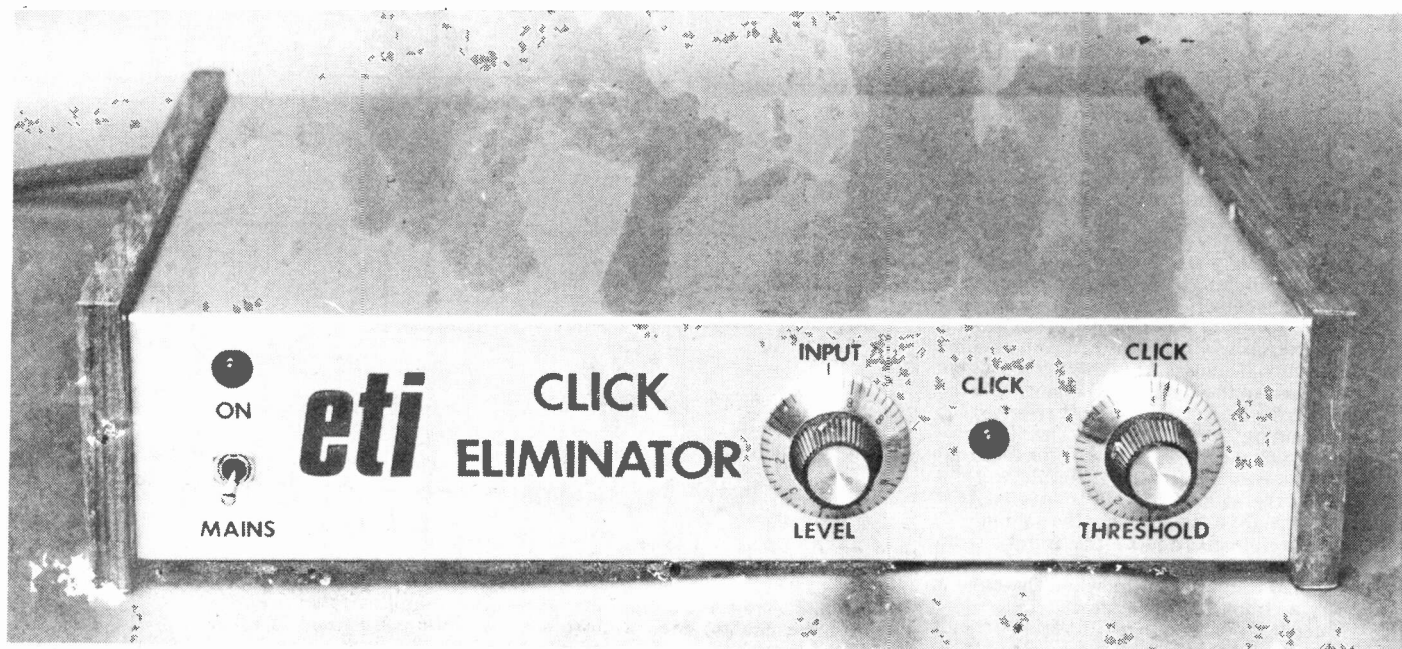 ON
MAINS
eti
CLICK
ELIMINATOR
INPUT
LEVEL
CLICK
CLICK
THRESHOLD